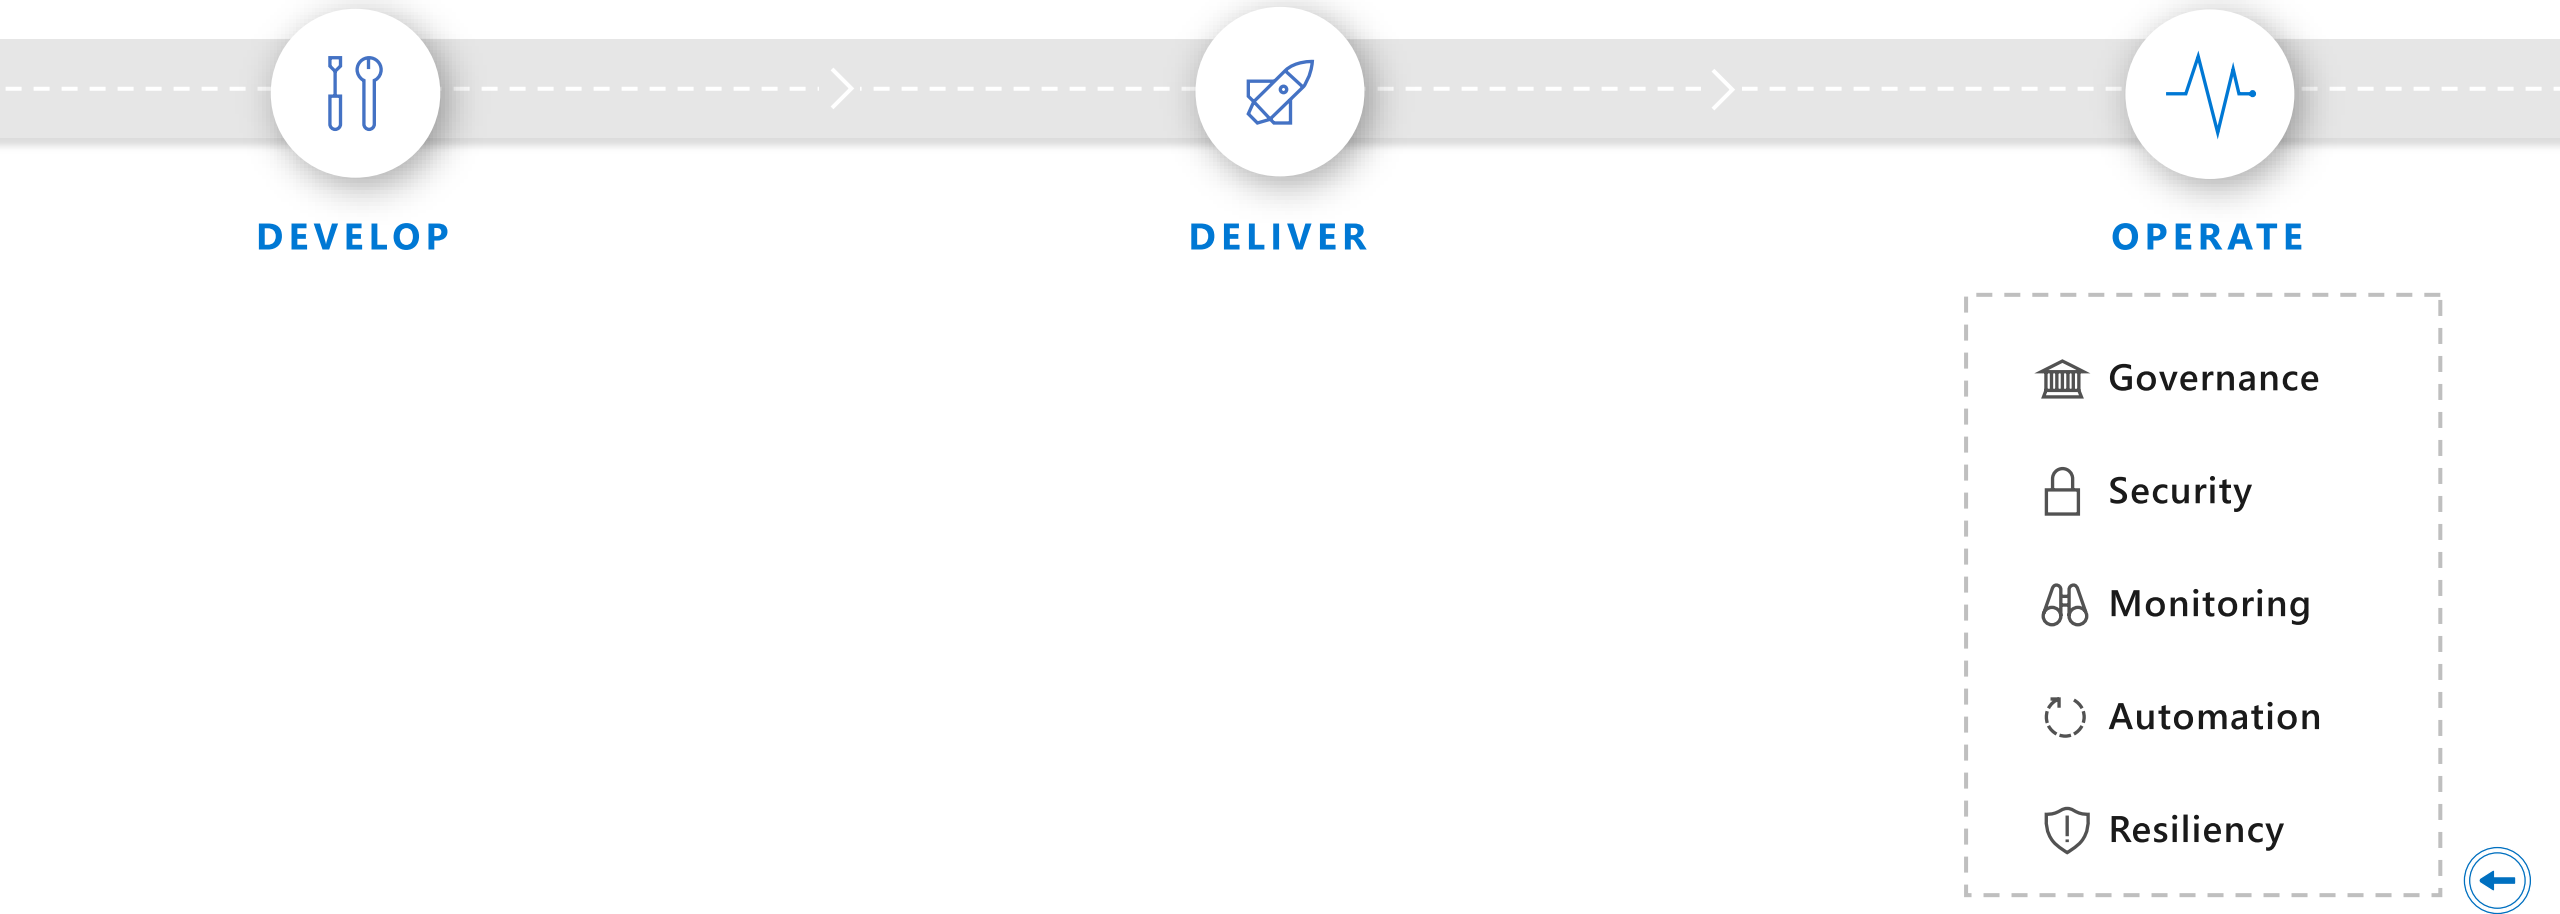 DEVELOP
DELIVER
OPERATE
Governance
Security
Monitoring
Automation
Resiliency